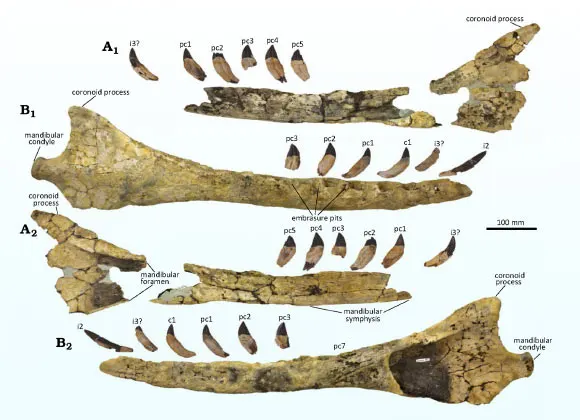 coronoid process
A1
i3?
pc1
pc2
pc3
pc4
pc5
coronoid process
B1
mandibular
condyle
pc3
pc2
pc1
c1
i3?
i2
embrasure pits
100 mm
coronoid
process
A2
mandibular
foramen
pc5
pc4
pc3
pc2
pc1
i3?
mandibular
symphysis
coronoid
process
i2
i3?
c1
pc1
pc2
pc3
B2
pc7
mandibular
condyle